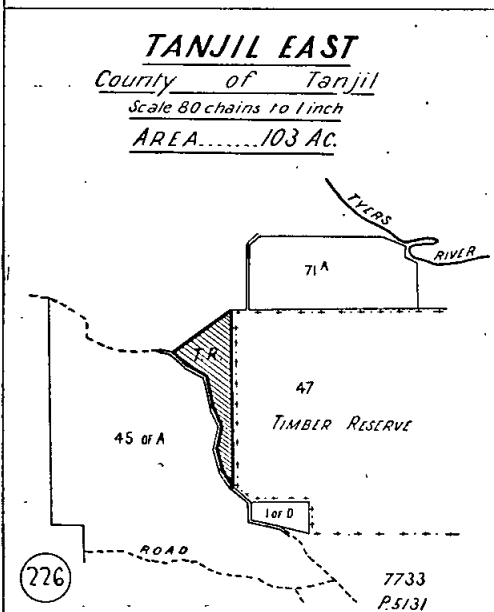 TANJIL EAST
County of Tanjil
Scale 80 chains to 1 inch
AREA.......103 AC.
TYERS
RIVER
71A
T.R.
47
TIMBER RESERVE
45 OF A
1 OF D
ROAD
226
7733
P.5131